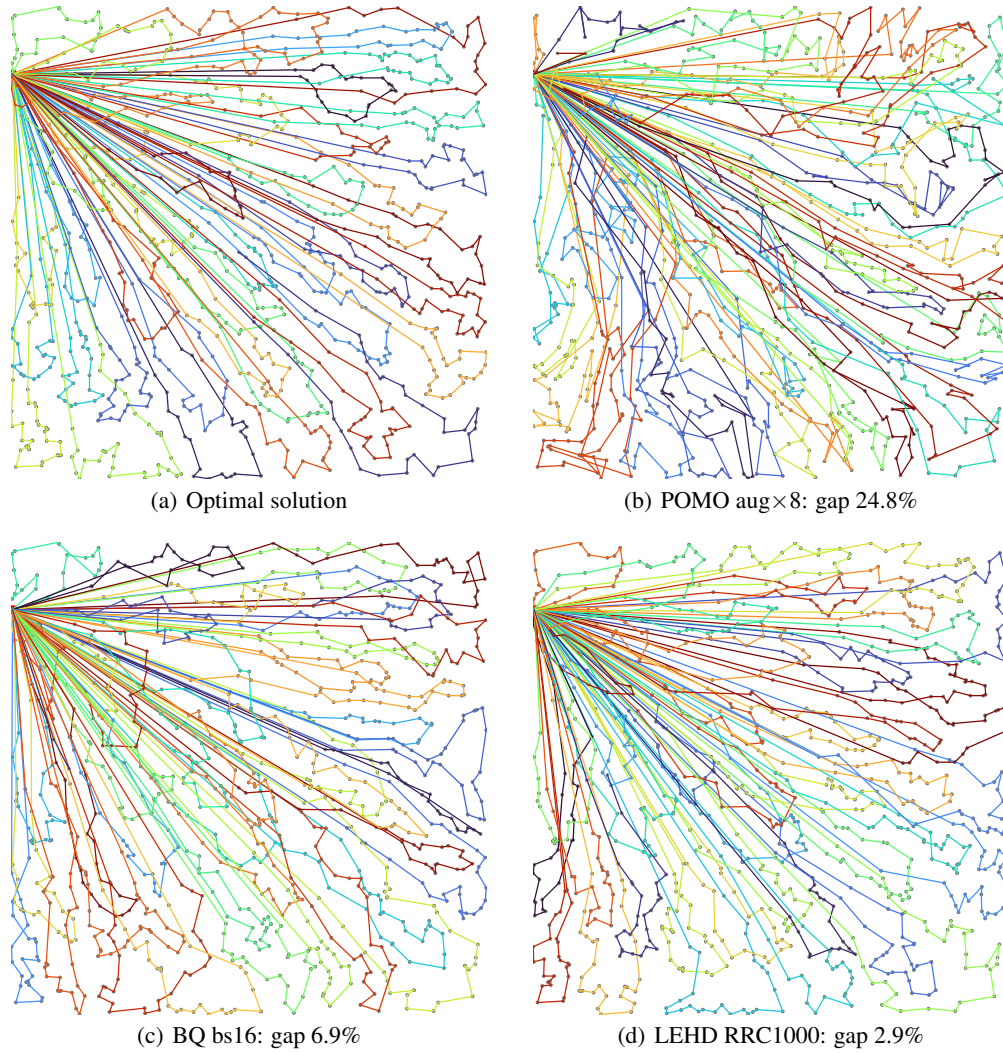 (a) Optimal solution
(b) POMO aug×8: gap 24.8%
(c) BQ bs16: gap 6.9%
(d) LEHD RRC1000: gap 2.9%